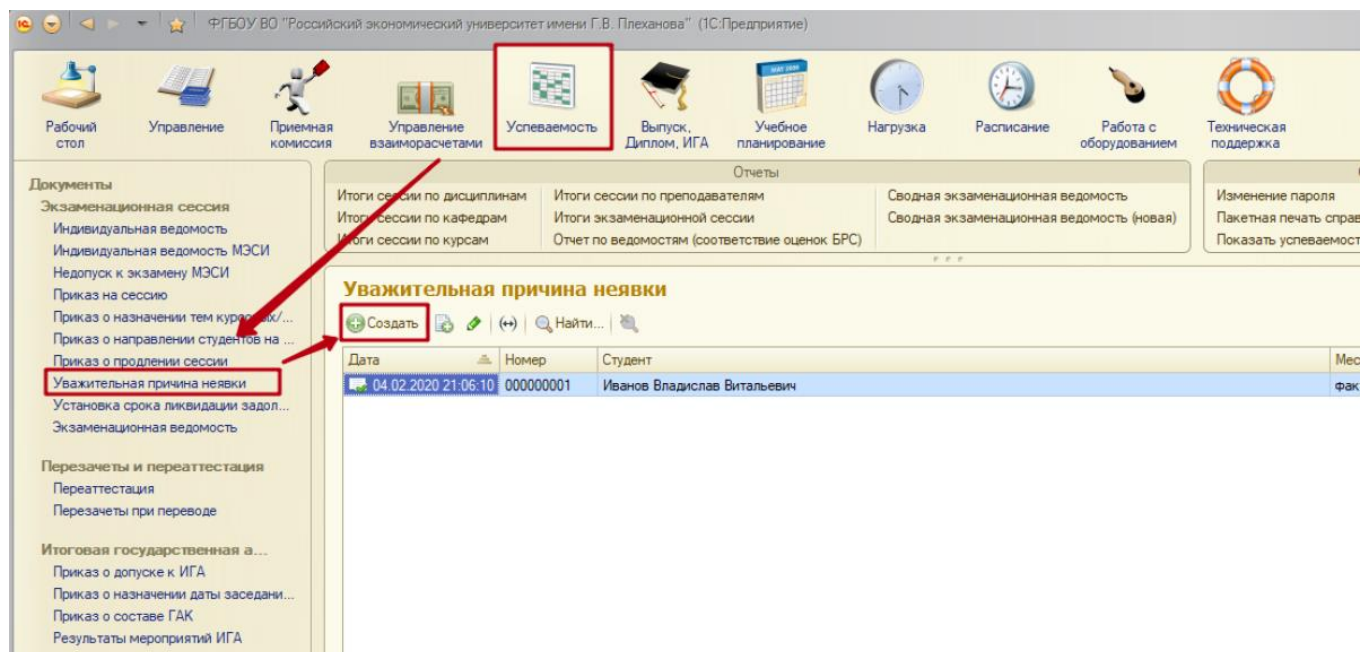 ФГБОУ ВО "Российский экономический университет имени Г.В. Плеханова" (1С:Предприятие)
Рабочий стол
Управление
Приемная комиссия
Управление взаиморасчетами
Успеваемость
Выпуск, Диплом, ИГА
Учебное планирование
Нагрузка
Расписание
Работа с оборудованием
Техническая поддержка
Документы
Экзаменационная сессия
Индивидуальная ведомость
Индивидуальная ведомость МЭСИ
Недопуск к экзамену МЭСИ
Приказ на сессию
Приказ о назначении тем курсовых/...
Приказ о направлении студентов на ...
Приказ о продлении сессии
Уважительная причина неявки
Установка срока ликвидации задол...
Экзаменационная ведомость
Перезачеты и переаттестация
Переаттестация
Перезачеты при переводе
Итоговая государственная а...
Приказ о допуске к ИГА
Приказ о назначении даты заседани...
Приказ о составе ГАК
Результаты мероприятий ИГА
Отчеты
Итоги сессии по дисциплинам
Итоги сессии по кафедрам
Итоги сессии по курсам
Итоги сессии по преподавателям
Итоги экзаменационной сессии
Отчет по ведомостям (соответствие оценок БРС)
Сводная экзаменационная ведомость
Сводная экзаменационная ведомость (новая)
Изменение пароля
Пакетная печать справ
Показать успеваемост
Уважительная причина неявки
Создать
Найти...
Дата Номер Студент Мес
04.02.2020 21:06:10 000000001 Иванов Владислав Витальевич фак